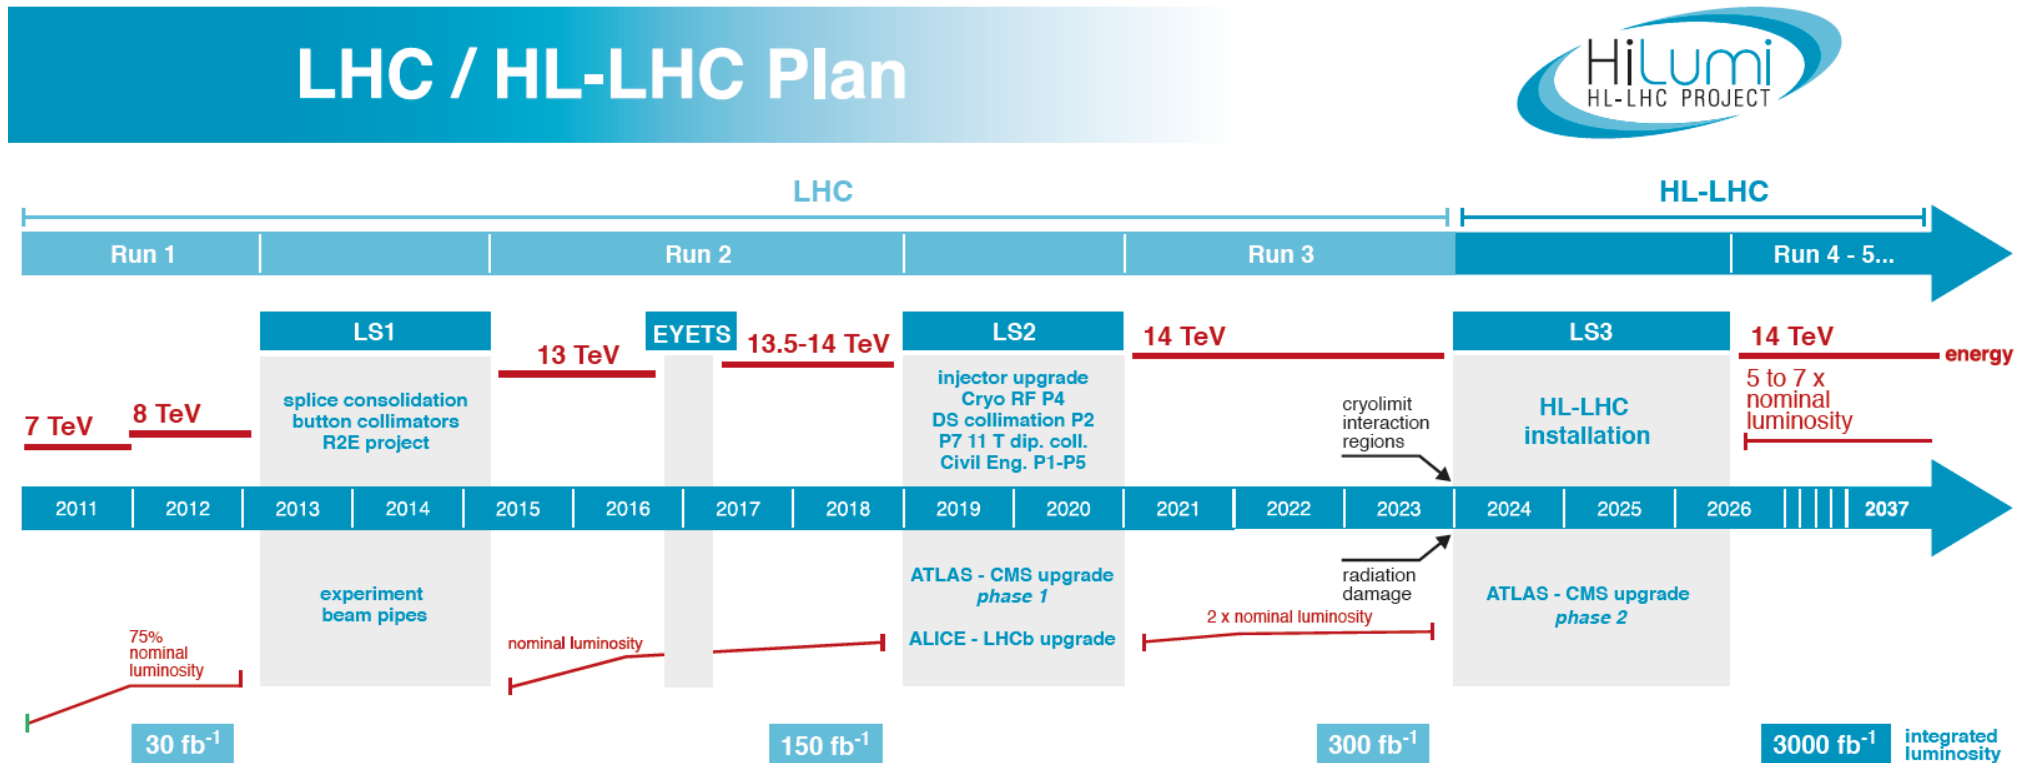 LHC / HL-LHC Plan
HiLumi
HL-LHC PROJECT
LHC
HL-LHC
Run 1
Run 2
Run 3
Run 4 - 5...
LS1
EYETS
LS2
LS3
7 TeV
8 TeV
13 TeV
13.5-14 TeV
14 TeV
14 TeV
energy
splice consolidation
button collimators
R2E project
injector upgrade
Cryo RF P4
DS collimation P2
P7 11 T dip. coll.
Civil Eng. P1-P5
cryolimit
interaction
regions
HL-LHC
installation
5 to 7 x
nominal
luminosity
2011 2012 2013 2014 2015 2016 2017 2018 2019 2020 2021 2022 2023 2024 2025 2026 2037
experiment
beam pipes
ATLAS - CMS upgrade
phase 1
ALICE - LHCb upgrade
radiation
damage
ATLAS - CMS upgrade
phase 2
75%
nominal
luminosity
nominal luminosity
2 x nominal luminosity
30 fb⁻¹
150 fb⁻¹
300 fb⁻¹
3000 fb⁻¹
integrated
luminosity